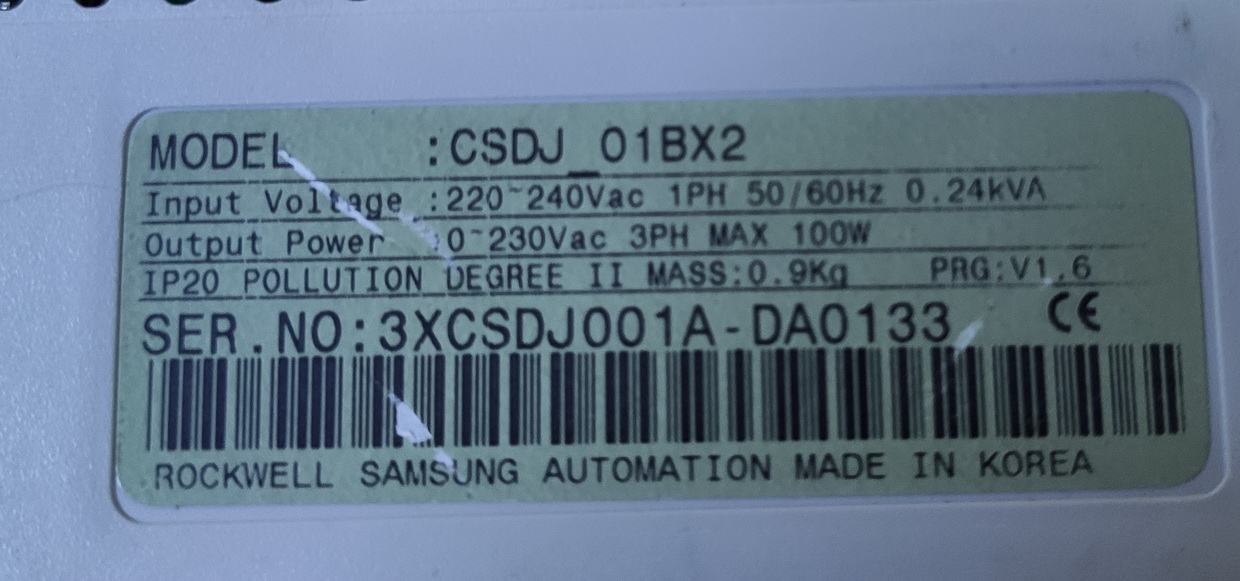 MODEL :CSDJ_01BX2
Input Voltage :220~240Vac 1PH 50/60Hz 0.24kVA
Output Power :0~230Vac 3PH MAX 100W
IP20 POLLUTION DEGREE II MASS:0.9Kg PRG:V1.6
SER.NO:3XCSDJ001A-DA0133 CE
ROCKWELL SAMSUNG AUTOMATION MADE IN KOREA